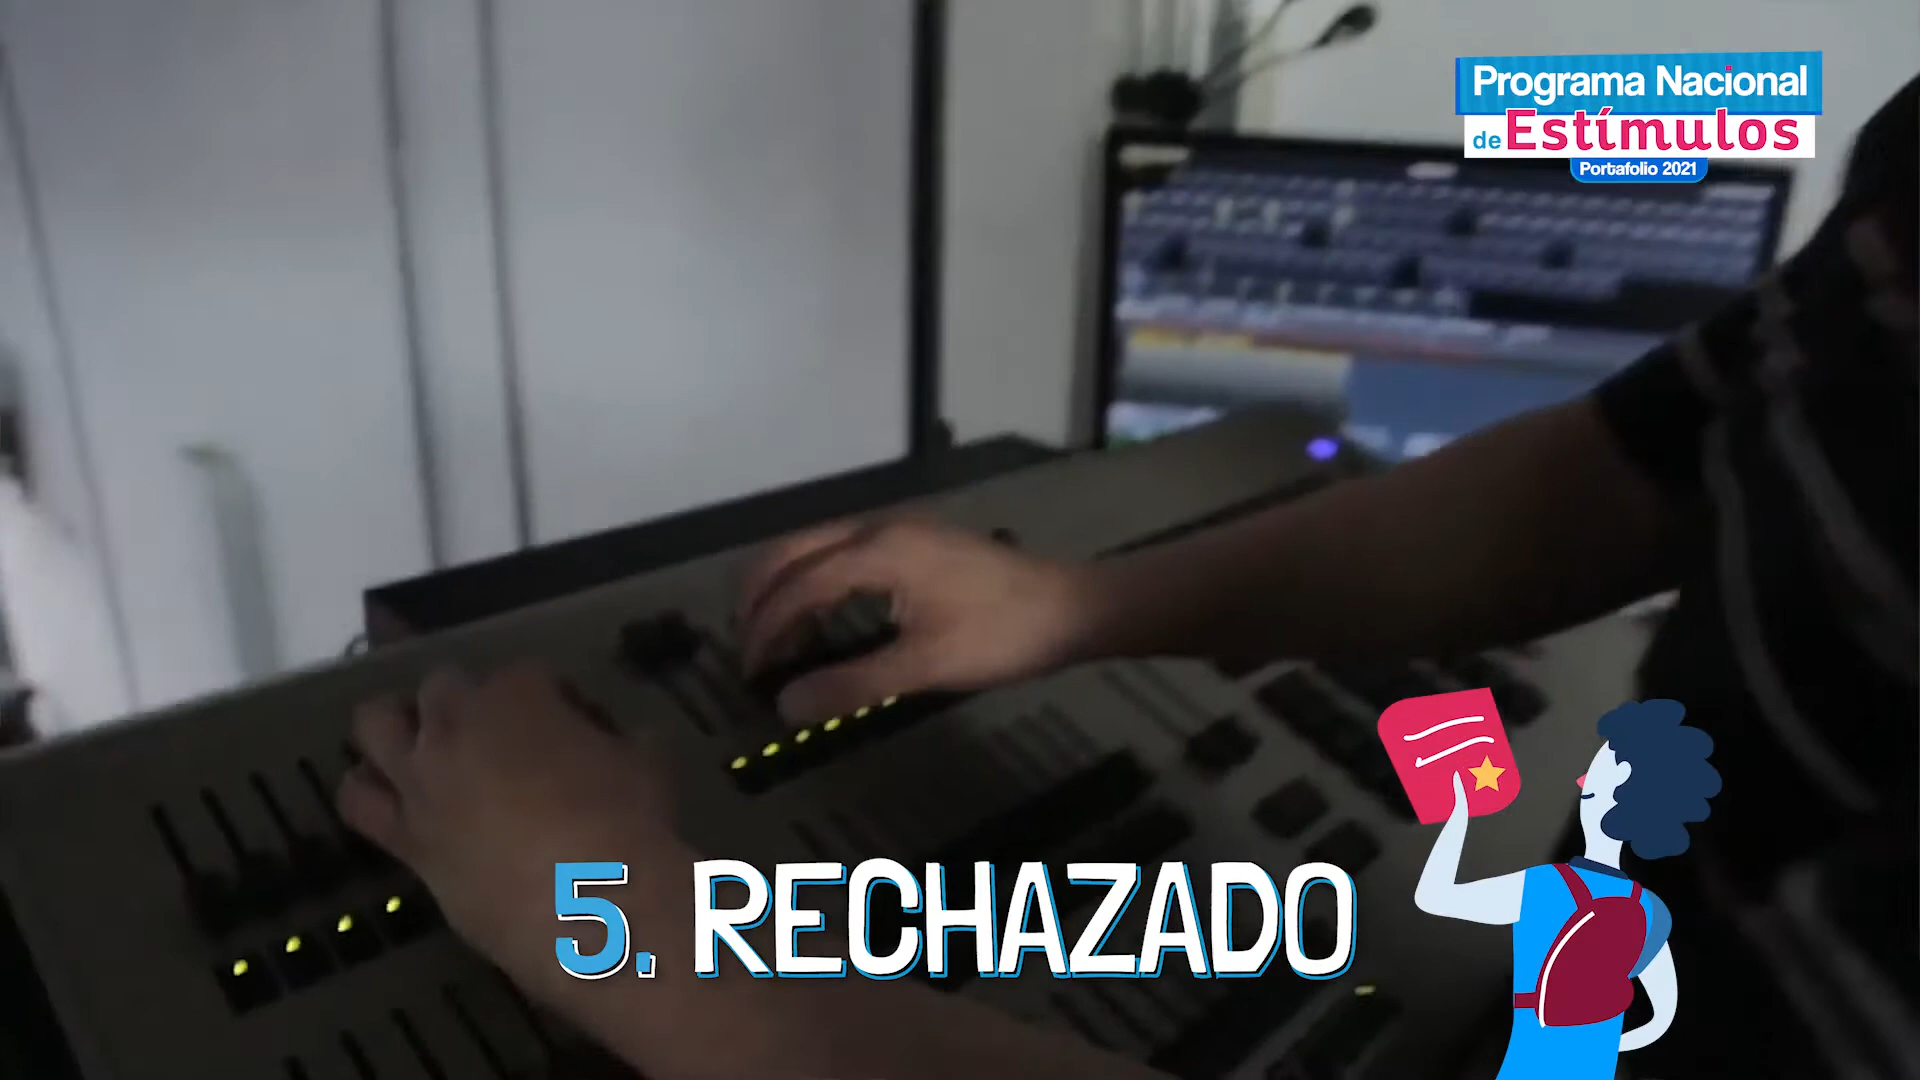 Programa Nacional
de Estímulos
Portafolio 2021
5. RECHAZADO